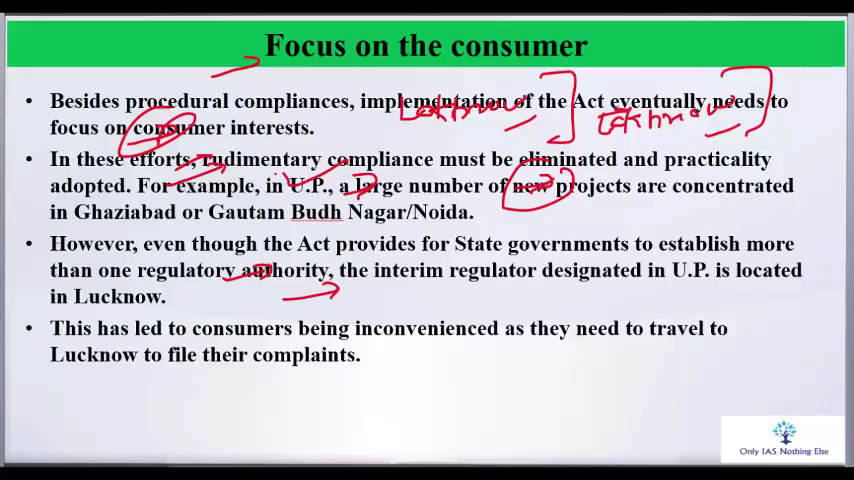 Focus on the consumer
• Besides procedural compliances, implementation of the Act eventually needs to
focus on consumer interests.
Lucknow
Lucknow
• In these efforts, rudimentary compliance must be eliminated and practicality
adopted. For example, in U.P., a large number of new projects are concentrated
in Ghaziabad or Gautam Budh Nagar/Noida.
• However, even though the Act provides for State governments to establish more
than one regulatory authority, the interim regulator designated in U.P. is located
in Lucknow.
• This has led to consumers being inconvenienced as they need to travel to
Lucknow to file their complaints.
Only IAS Nothing Else